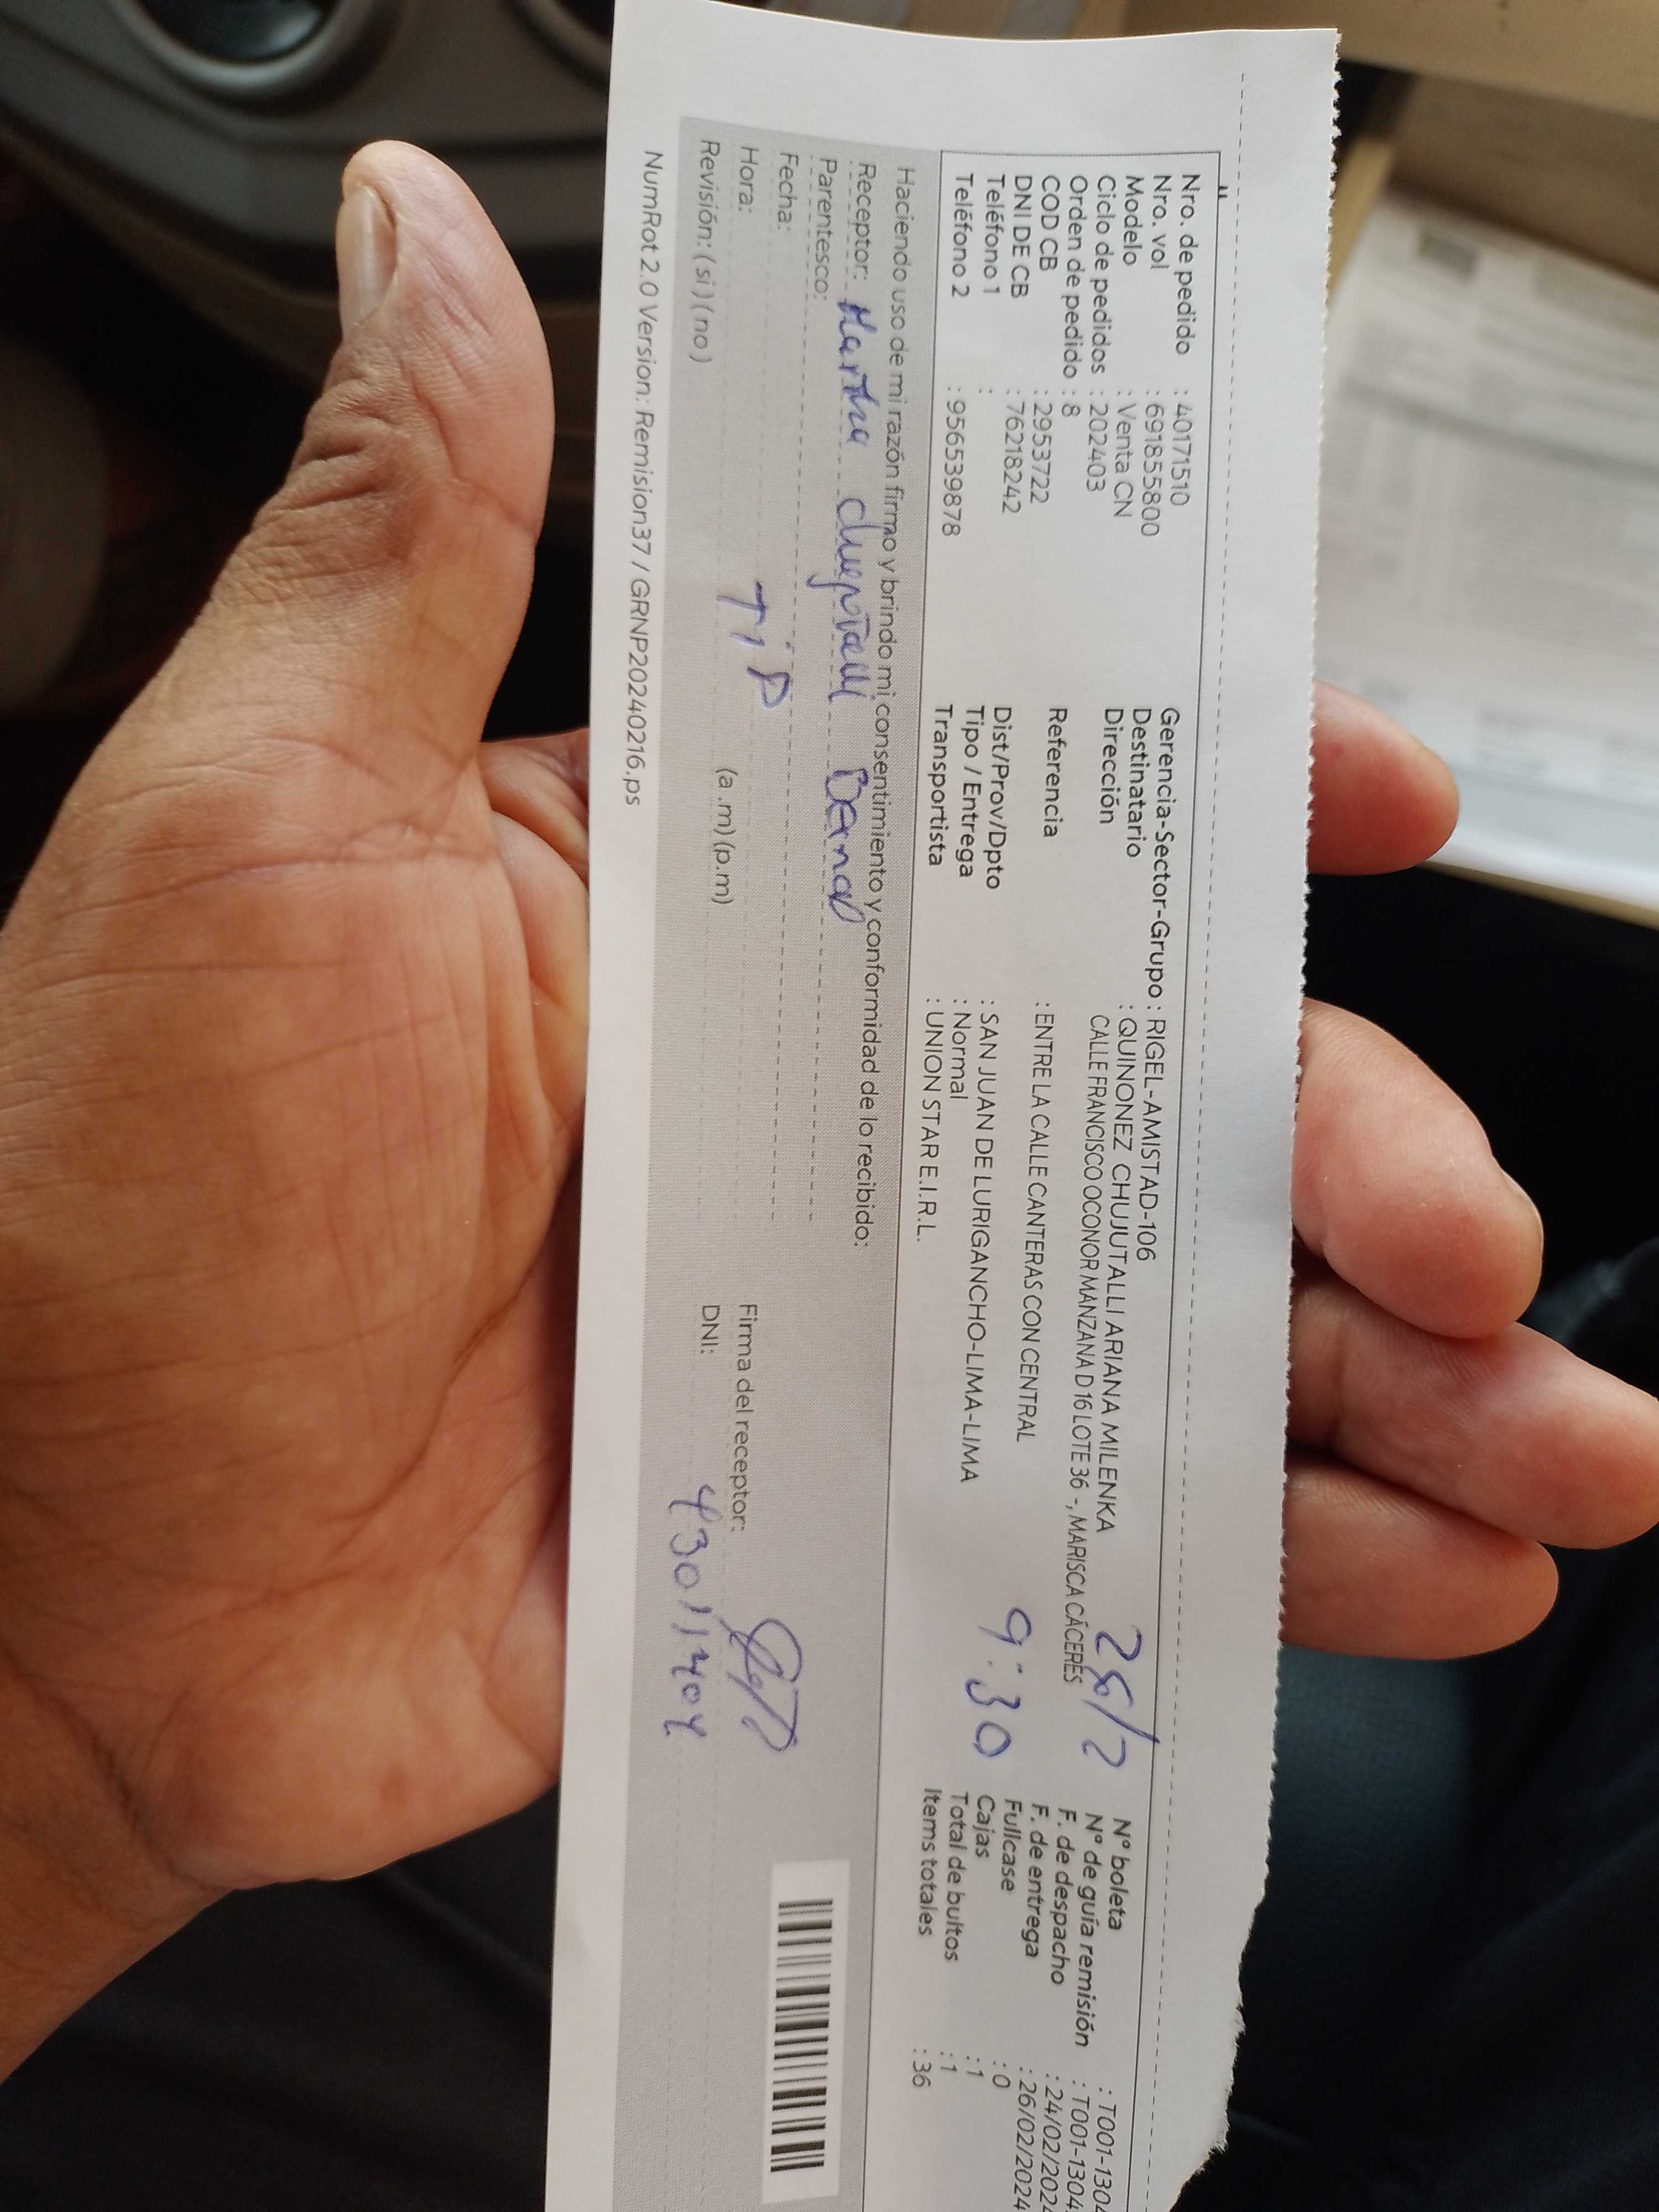 Nro. de pedido : 40171510
Nro. vol : 691855800
Modelo : Venta CN
Ciclo de pedidos : 202403
Orden de pedido : 8
COD CB : 2953722
DNI DE CB : 76218242
Teléfono 1 :
Teléfono 2 : 956539878
Gerencia-Sector-Grupo : RIGEL-AMISTAD-106
Destinatario : QUINONEZ CHUJUTALLI ARIANA MILENKA
Dirección CALLE FRANCISCO OCONOR MANZANA D 16 LOTE 36 -, MARISCA CÁCERES
Referencia : ENTRE LA CALLE CANTERAS CON CENTRAL
Dist/Prov/Dpto : SAN JUAN DE LURIGANCHO-LIMA-LIMA
Tipo / Entrega : Normal
Transportista : UNION STAR E.I.R.L.
26/2
9:30
N° boleta : T001-1304
N° de guía remisión : T001-1304
F. de despacho : 24/02/2024
F. de entrega : 26/02/2024
Fullcase : 0
Cajas : 1
Total de bultos : 1
Items totales : 36
Haciendo uso de mi razón firmo y brindo mi consentimiento y conformidad de lo recibido:
Receptor: Martha Bernal
Parentesco:
Fecha:
Hora: (a.m) (p.m)
Revisión: (si) (no)
Firma del receptor:
DNI: 43011404
NumRot 2.0 Version: Remision37 / GRNP20240216.ps